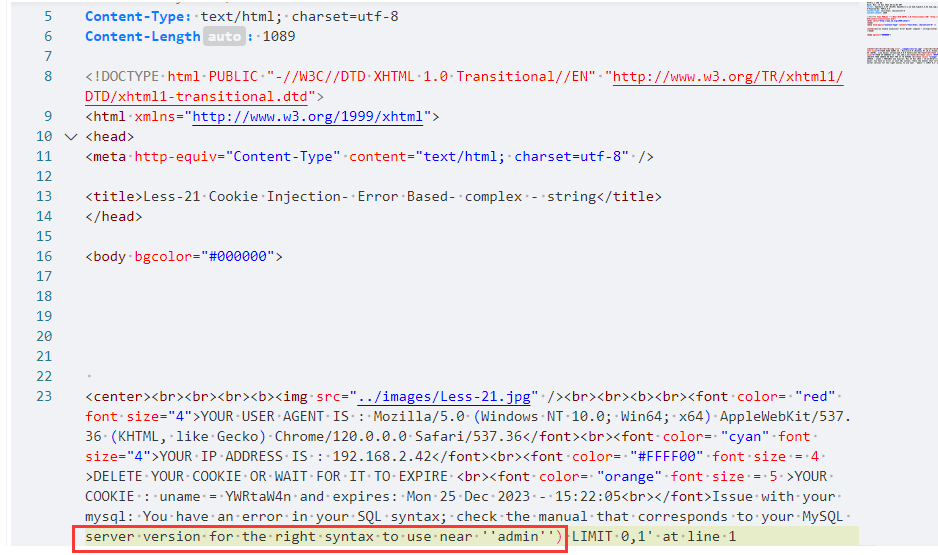 5 Content-Type: text/html; charset=utf-8
6 Content-Length auto : 1089
7
8 <!DOCTYPE html PUBLIC "-//W3C//DTD XHTML 1.0 Transitional//EN" "http://www.w3.org/TR/xhtml1/
DTD/xhtml1-transitional.dtd">
9 <html xmlns="http://www.w3.org/1999/xhtml">
10 <head>
11 <meta http-equiv="Content-Type" content="text/html; charset=utf-8" />
12
13 <title>Less-21 Cookie Injection- Error Based- complex - string</title>
14 </head>
15
16 <body bgcolor="#000000">
17
18
19
20
21
22
23 <center><br><br><br><b><img src="../images/Less-21.jpg" /><br><br><b><br><font color= "red"
font size="4">YOUR USER AGENT IS : Mozilla/5.0 (Windows NT 10.0; Win64; x64) AppleWebKit/537.
36 (KHTML, like Gecko) Chrome/120.0.0.0 Safari/537.36</font><br><font color= "cyan" font
size="4">YOUR IP ADDRESS IS : 192.168.2.42</font><br><font color= "#FFFF00" font size = 4
>DELETE YOUR COOKIE OR WAIT FOR IT TO EXPIRE <br><font color= "orange" font size = 5 >YOUR
COOKIE : uname = YWRtaW4n and expires: Mon 25 Dec 2023 - 15:22:05<br></font>Issue with your
mysql: You have an error in your SQL syntax; check the manual that corresponds to your MySQL
server version for the right syntax to use near ''admin'') LIMIT 0,1' at line 1